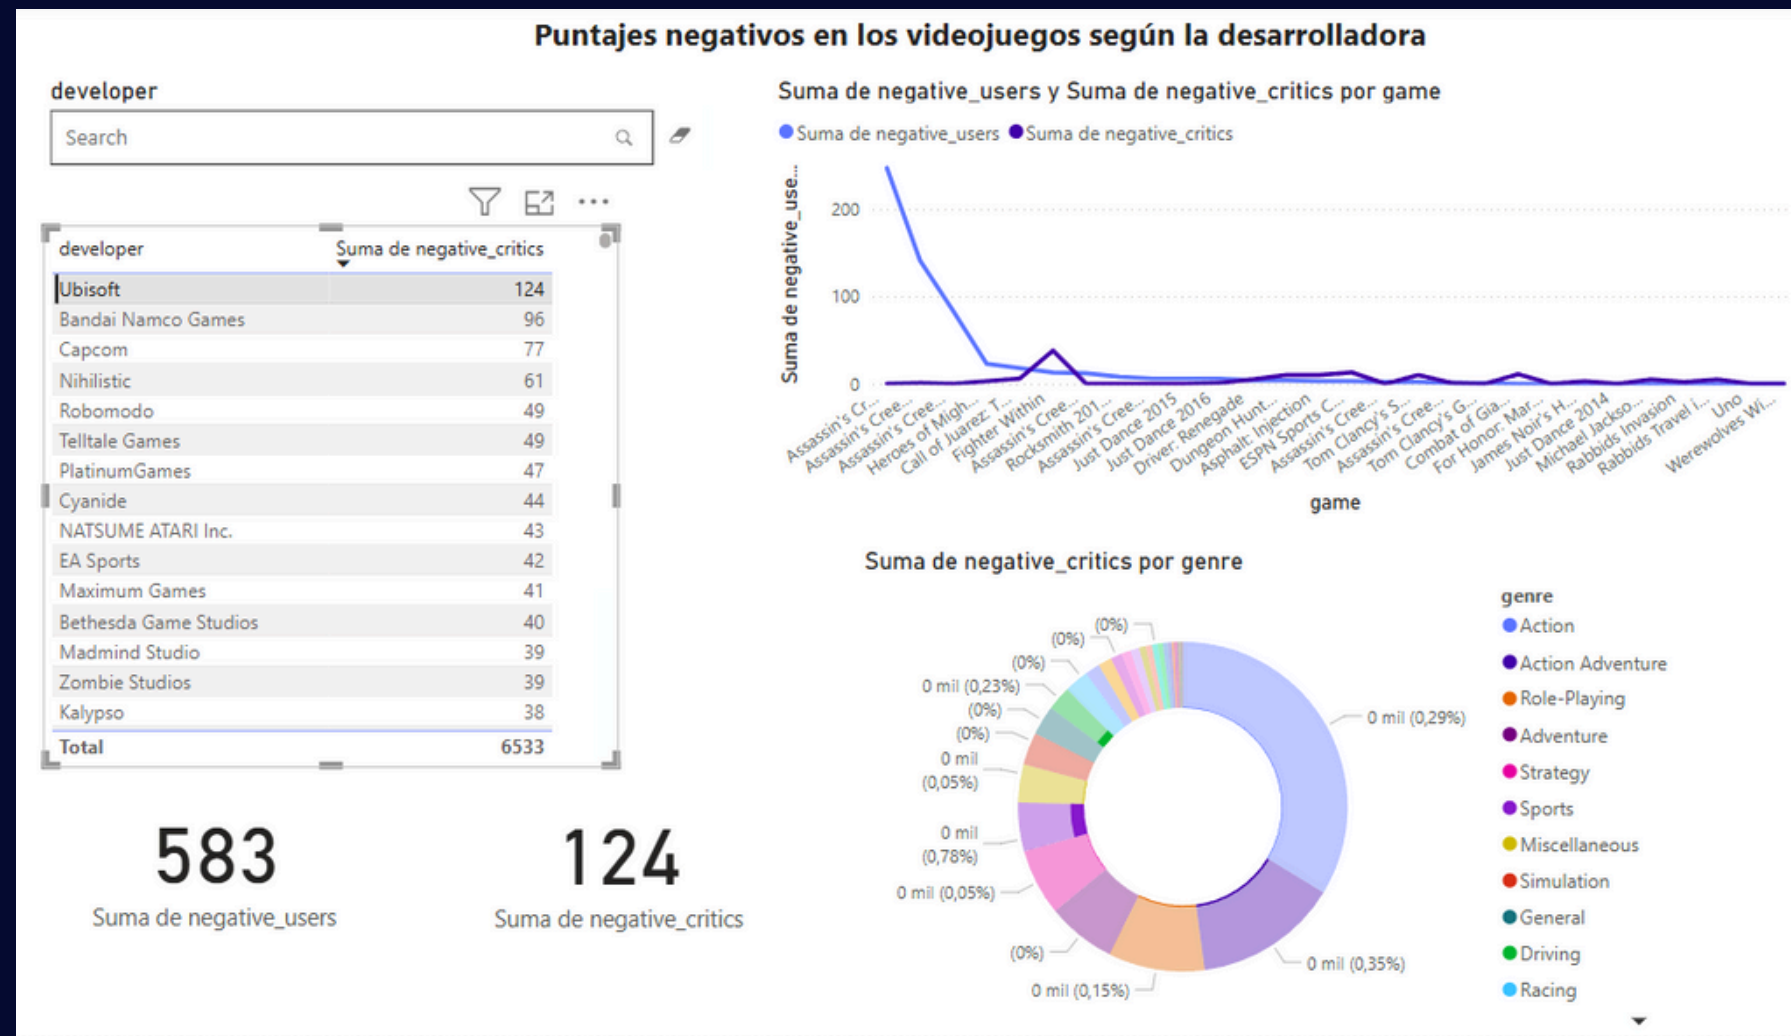 Puntajes negativos en los videojuegos según la desarrolladora
developer
Search
developer Suma de negative_critics
Ubisoft 124
Bandai Namco Games 96
Capcom 77
Nihilistic 61
Robomodo 49
Telltale Games 49
PlatinumGames 47
Cyanide 44
NATSUME ATARI Inc. 43
EA Sports 42
Maximum Games 41
Bethesda Game Studios 40
Madmind Studio 39
Zombie Studios 39
Kalypso 38
Total 6533
583
Suma de negative_users
124
Suma de negative_critics
Suma de negative_users y Suma de negative_critics por game
Suma de negative_users Suma de negative_critics
Suma de negative_use...
200
100
0
Assassin's Cr...
Assassin's Cree...
Assassin's Cree...
Heroes of Migh...
Call of Juarez: T...
Fighter Within
Assassin's Cree...
Rocksmith 201...
Assassin's Cree...
Just Dance 2015
Just Dance 2016
Driver: Renegade
Dungeon Hunt...
Asphalt: Injection
ESPN Sports C...
Assassin's Cree...
Tom Clancy's S...
Assassin's Cree...
Tom Clancy's G...
Combat of Gia...
For Honor: Mar...
James Noir's H...
Just Dance 2014
Michael Jackso...
Rabbids Invasion
Rabbids Travel i...
Uno
Werewolves Wi...
game
Suma de negative_critics por genre
(0%)
(0%)
(0%)
0 mil (0,23%)
(0%)
(0%)
0 mil
(0,05%)
0 mil
(0,78%)
0 mil (0,05%)
(0%)
0 mil (0,15%)
0 mil (0,35%)
0 mil (0,29%)
genre
Action
Action Adventure
Role-Playing
Adventure
Strategy
Sports
Miscellaneous
Simulation
General
Driving
Racing